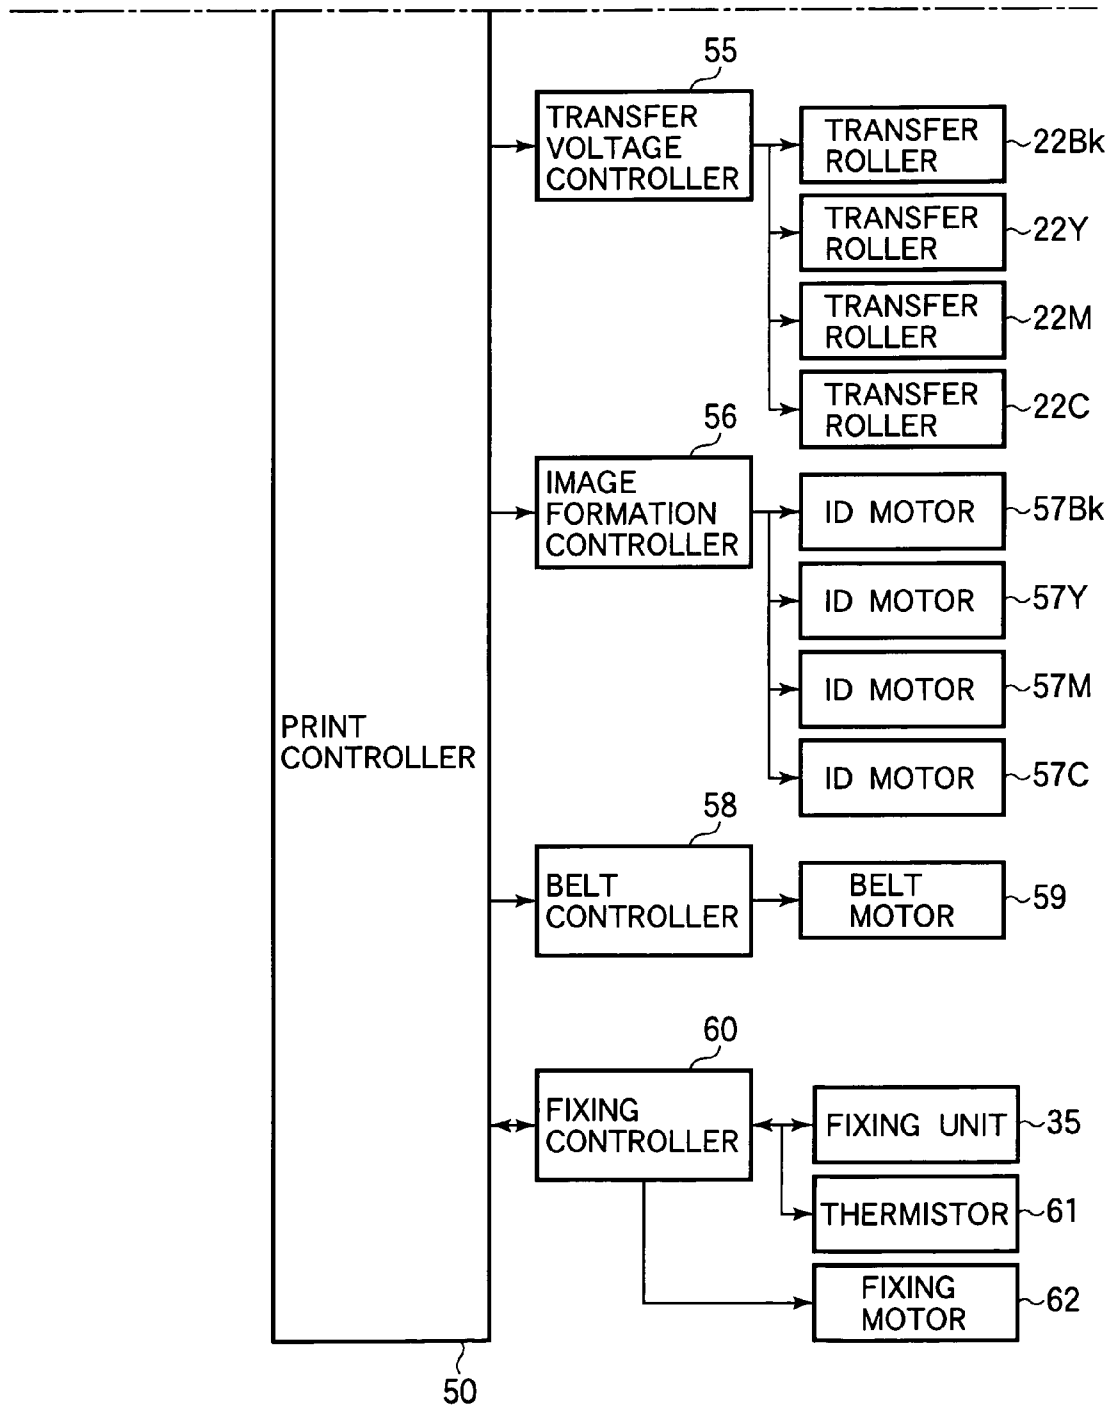 55
TRANSFER
VOLTAGE
CONTROLLER
TRANSFER
ROLLER
22Bk
TRANSFER
ROLLER
22Y
TRANSFER
ROLLER
22M
TRANSFER
ROLLER
22C
56
IMAGE
FORMATION
CONTROLLER
ID MOTOR
57Bk
ID MOTOR
57Y
ID MOTOR
57M
ID MOTOR
57C
PRINT
CONTROLLER
58
BELT
CONTROLLER
BELT
MOTOR
59
60
FIXING
CONTROLLER
FIXING UNIT
35
THERMISTOR
61
FIXING
MOTOR
62
50